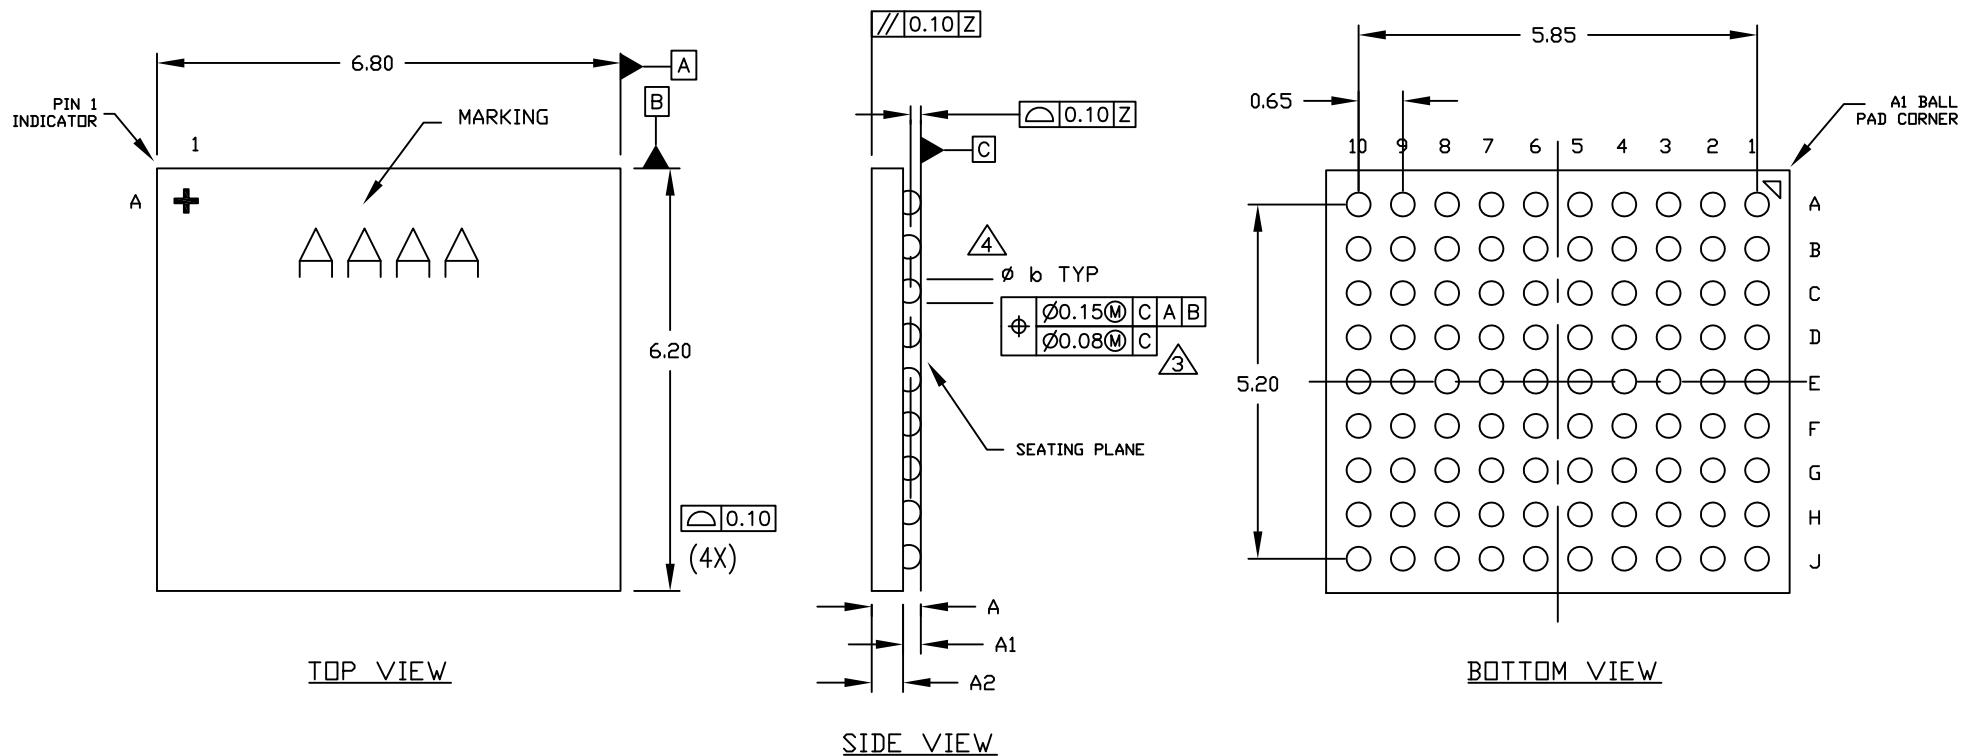 6.80
A
B
PIN 1
INDICATOR
MARKING
1
A
AAAA
6.20
0.10
(4X)
TOP VIEW
// 0.10 Z
0.10 Z
C
4
Ø b TYP
Ø0.15Ⓜ C A B
Ø0.08Ⓜ C
3
SEATING PLANE
A
A1
A2
SIDE VIEW
5.85
0.65
A1 BALL
PAD CORNER
10 9 8 7 6 5 4 3 2 1
A
B
C
D
E
F
G
H
J
5.20
BOTTOM VIEW